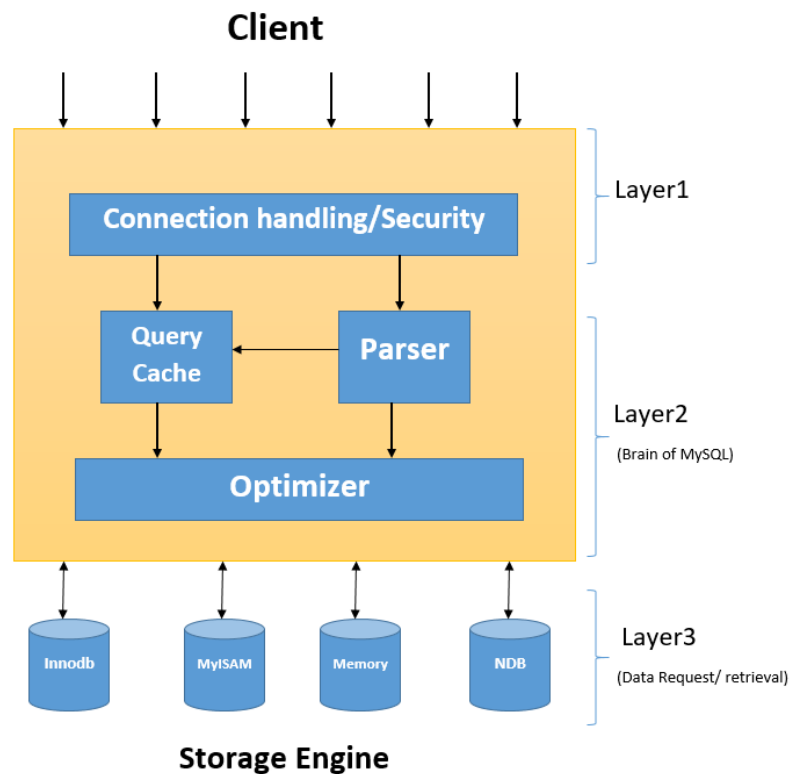 Client
Layer1
Connection handling/Security
Query
Cache
Parser
Layer2
(Brain of MySQL)
Optimizer
Innodb
MyISAM
Memory
NDB
Layer3
(Data Request/ retrieval)
Storage Engine